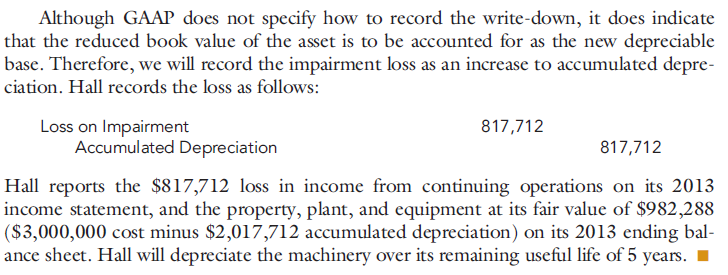 Although GAAP does not specify how to record the write-down, it does indicate
that the reduced book value of the asset is to be accounted for as the new depreciable
base. Therefore, we will record the impairment loss as an increase to accumulated depre-
ciation. Hall records the loss as follows:
Loss on Impairment 817,712
Accumulated Depreciation 817,712
Hall reports the $817,712 loss in income from continuing operations on its 2013
income statement, and the property, plant, and equipment at its fair value of $982,288
($3,000,000 cost minus $2,017,712 accumulated depreciation) on its 2013 ending bal-
ance sheet. Hall will depreciate the machinery over its remaining useful life of 5 years.